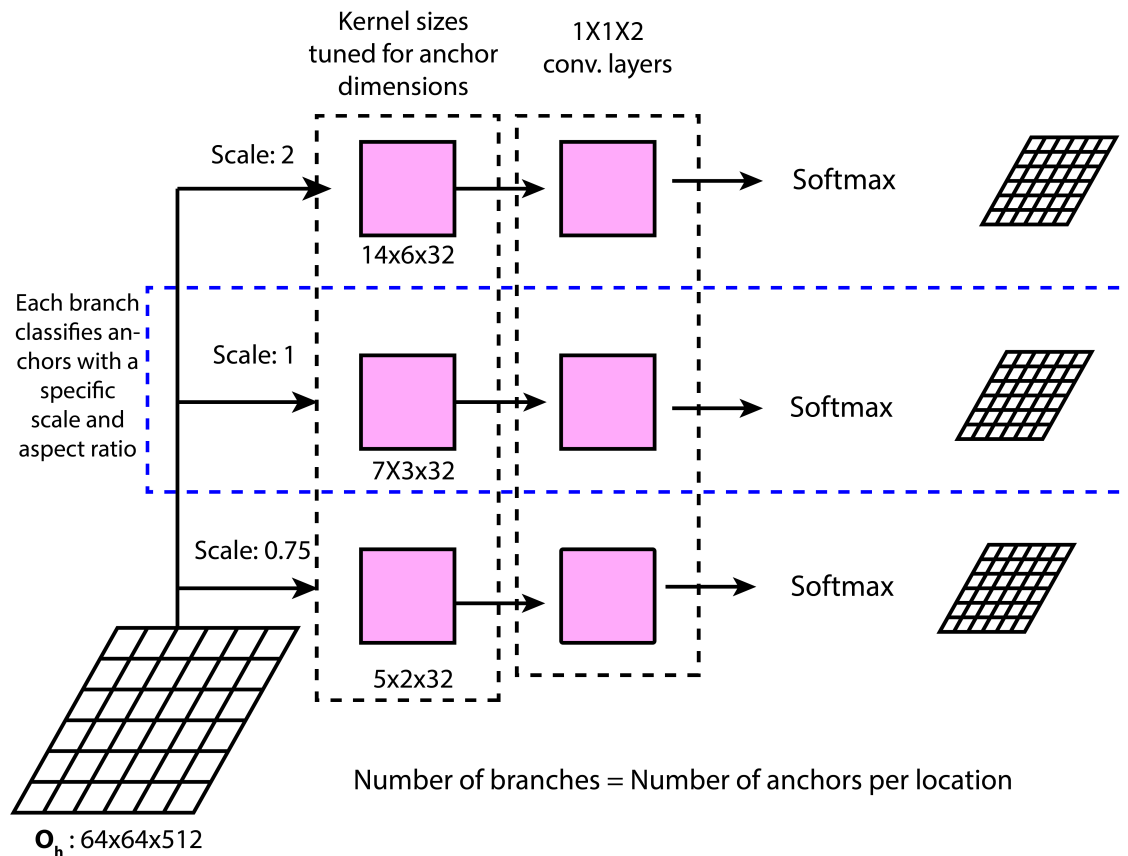 Kernel sizes
tuned for anchor
dimensions
1X1X2
conv. layers
Scale: 2
Softmax
14x6x32
Each branch
classifies an-
chors with a
specific
scale and
aspect ratio
Scale: 1
Softmax
7X3x32
Scale: 0.75
Softmax
5x2x32
Number of branches = Number of anchors per location
Oh : 64x64x512